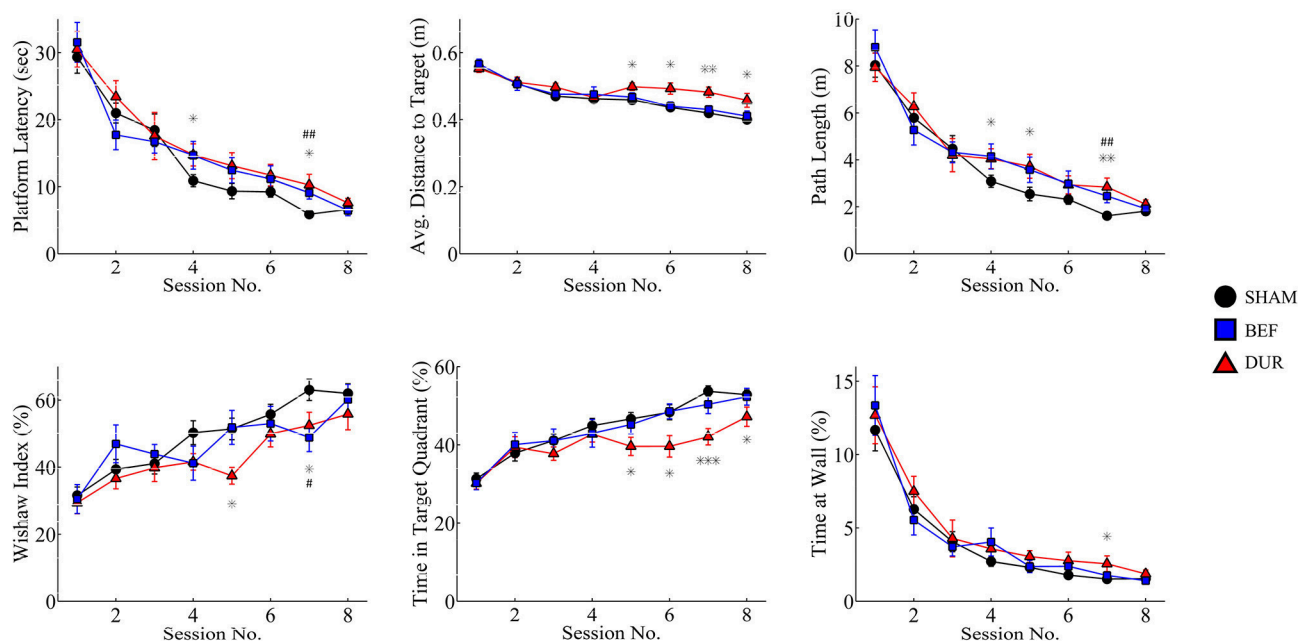 Platform Latency (sec)
30
20
10
0
2 4 6 8
Session No.
*
##
*
Avg. Distance to Target (m)
0.6
0.4
0.2
0
2 4 6 8
Session No.
* * ** *
Path Length (m)
10
8
6
4
2
0
2 4 6 8
Session No.
* *
##
**
SHAM
BEF
DUR
Wishaw Index (%)
60
40
20
0
2 4 6 8
Session No.
*
*
#
Time in Target Quadrant (%)
60
40
20
0
2 4 6 8
Session No.
* * *** *
Time at Wall (%)
15
10
5
0
2 4 6 8
Session No.
*